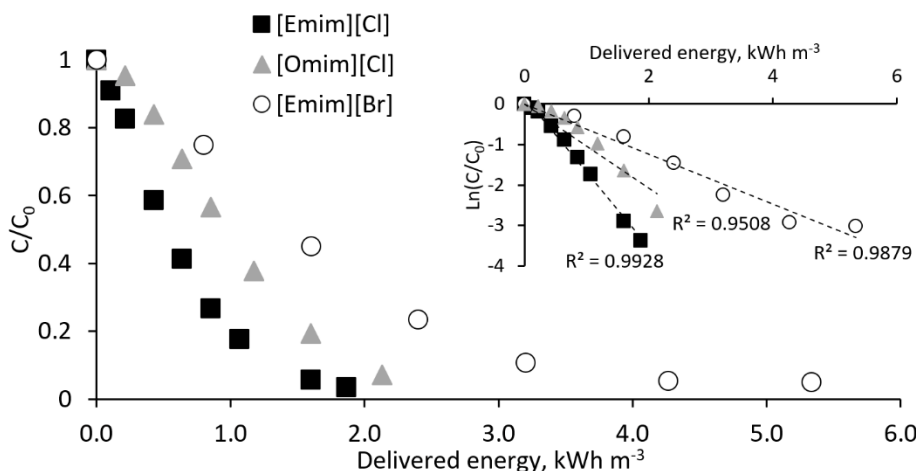 [Emim][Cl]
[Omim][Cl]
[Emim][Br]
C/C0
1
0.8
0.6
0.4
0.2
0
0.0
1.0
2.0
3.0
4.0
5.0
6.0
Delivered energy, kWh m-3
Delivered energy, kWh m-3
0
2
4
6
Ln(C/C0)
0
-1
-2
-3
-4
R² = 0.9508
R² = 0.9879
R² = 0.9928